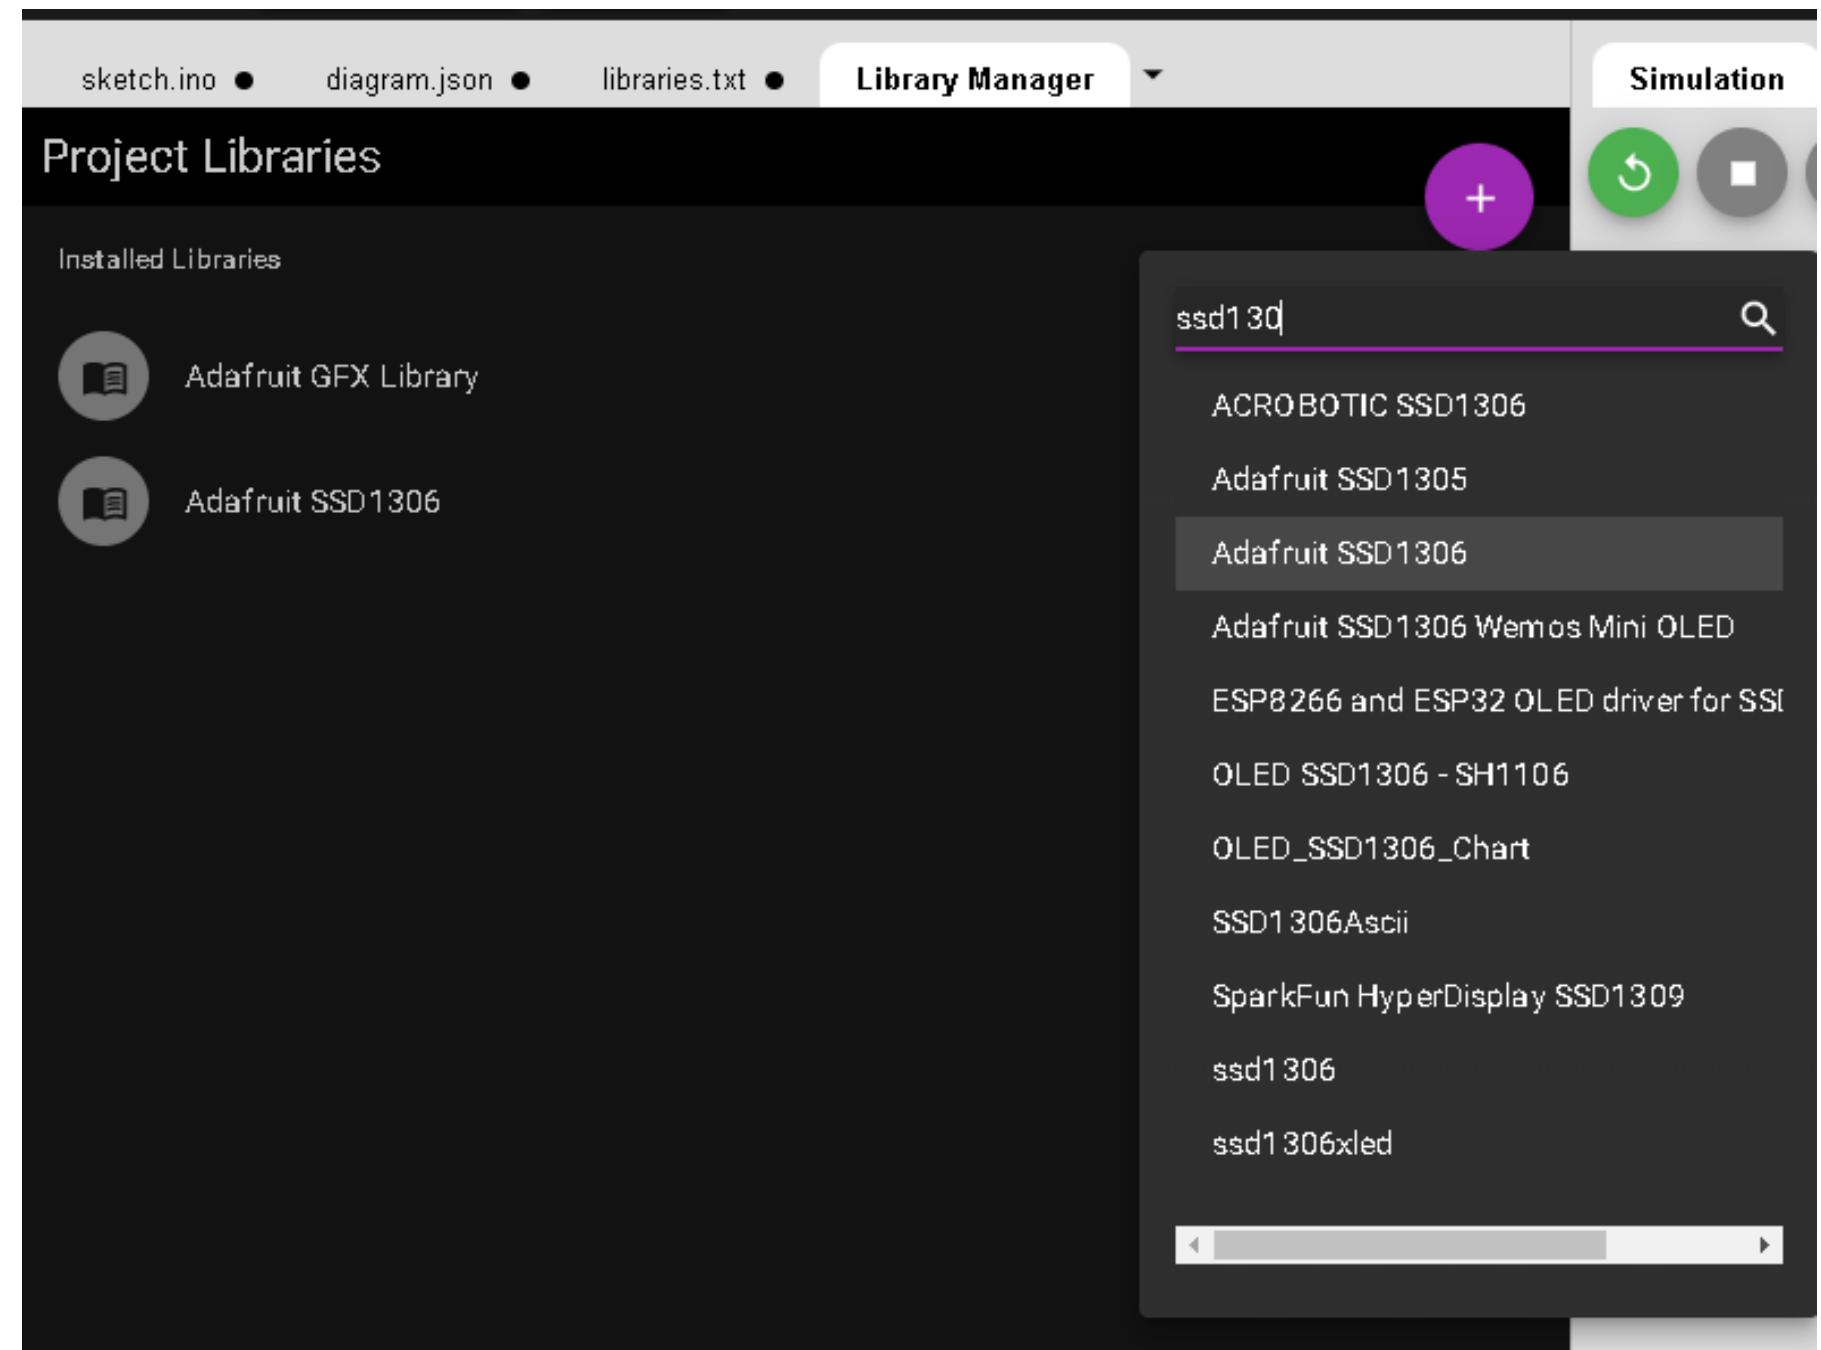 sketch.ino ● diagram.json ● libraries.txt ● Library Manager Simulation
Project Libraries
+
Installed Libraries
ssd130
Adafruit GFX Library
Adafruit SSD1306
ACROBOTIC SSD1306
Adafruit SSD1305
Adafruit SSD1306
Adafruit SSD1306 Wemos Mini OLED
ESP8266 and ESP32 OLED driver for SS
OLED SSD1306 - SH1106
OLED_SSD1306_Chart
SSD1306Ascii
SparkFun HyperDisplay SSD1309
ssd1306
ssd1306xled